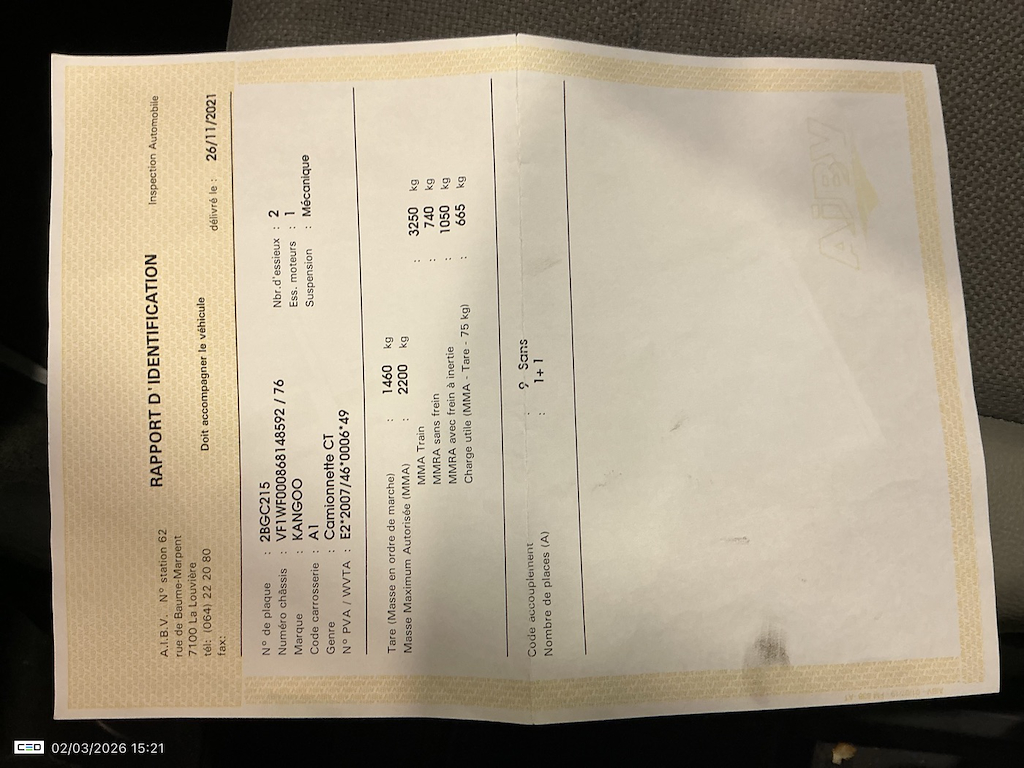 A.I.B.V. N° station 62
rue de Baume-Marpent
7100 La Louvière
tél: (064) 22 20 80
fax:
RAPPORT D'IDENTIFICATION
Doit accompagner le véhicule
Inspection Automobile
délivré le : 26/11/2021
N° de plaque : 2BGC215
Numéro châssis : VF1WF000868148592 / 76
Marque : KANGOO
Code carrosserie : A1
Genre : Camionnette CT
N° PVA / WVTA : E2*2007/46*0006*49
Nbr.d'essieux : 2
Ess. moteurs : 1
Suspension : Mécanique
Tare (Masse en ordre de marche) : 1460 kg
Masse Maximum Autorisée (MMA) : 2200 kg
MMA Train : 3250 kg
MMRA sans frein : 740 kg
MMRA avec frein à inertie : 1050 kg
Charge utile (MMA - Tare - 75 kg) : 665 kg
Code accouplement : 9 Sans
Nombre de places (A) : 1+1
AIBV
CEO 02/03/2026 15:21